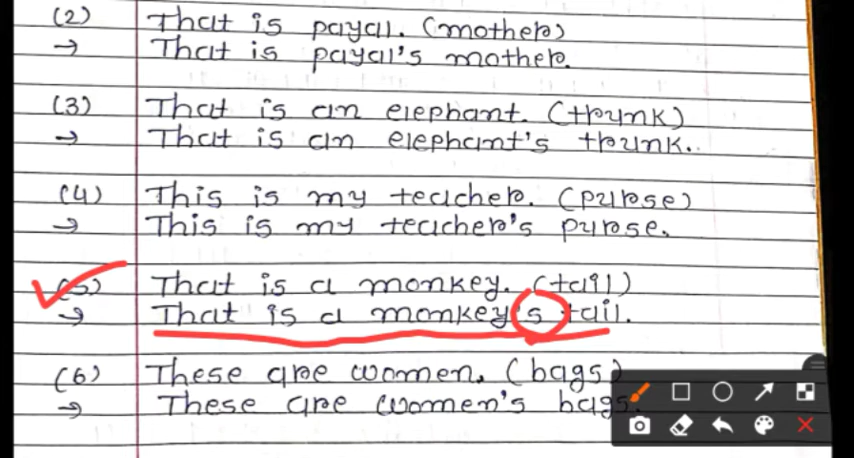 (2) That is payal. (mother)
→ That is payal's mother.
(3) That is an elephant. (trunk)
→ That is an elephant's trunk.
(4) This is my teacher. (purse)
→ This is my teacher's purse.
(5) That is a monkey. (tail)
→ That is a monkey's tail.
(6) These are women. (bags)
→ These are women's bags.